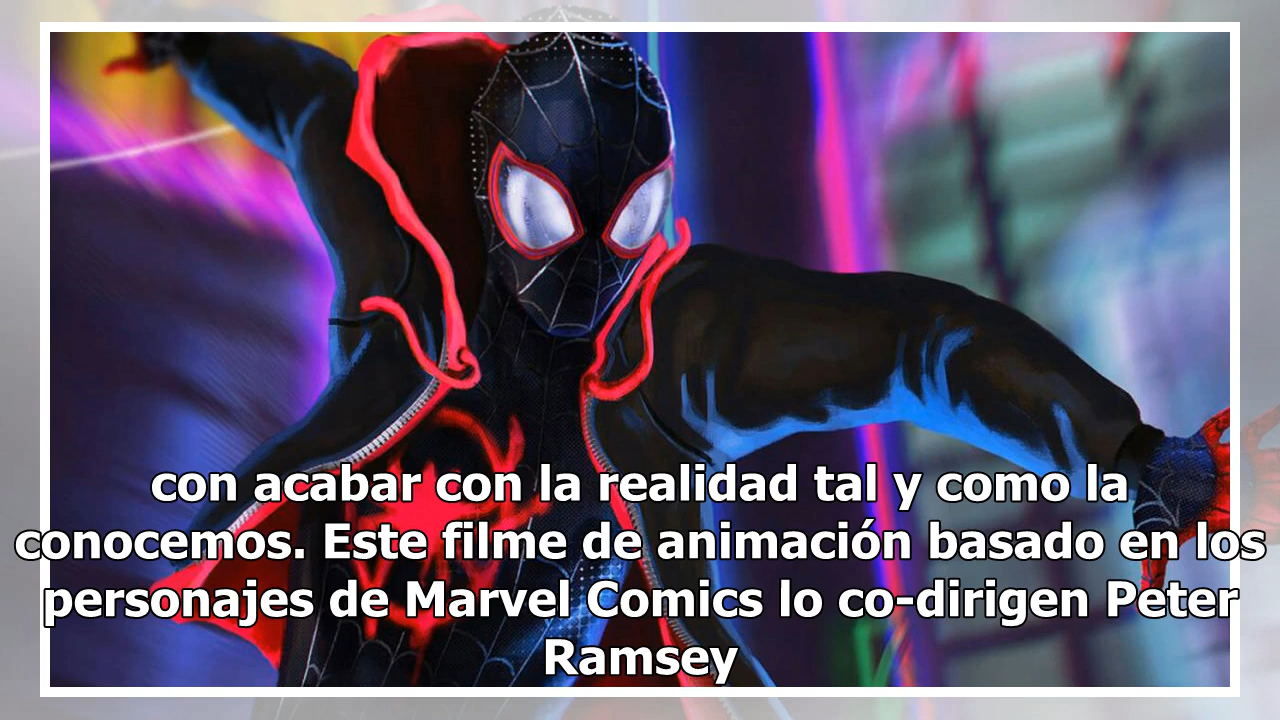 con acabar con la realidad tal y como la
conocemos. Este filme de animación basado en los
personajes de Marvel Comics lo co-dirigen Peter
Ramsey